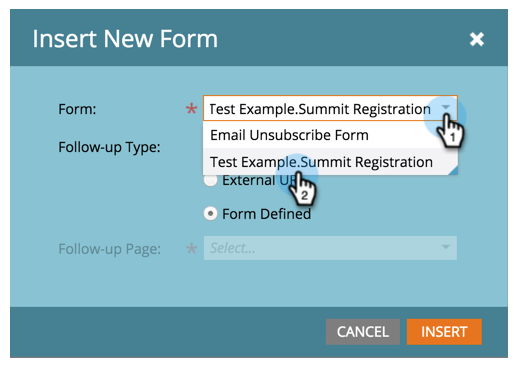 Insert New Form
Form: * Test Example.Summit Registration
1
Email Unsubscribe Form
Follow-up Type:
Test Example.Summit Registration
External
2
Form Defined
Follow-up Page: * Select...
CANCEL INSERT